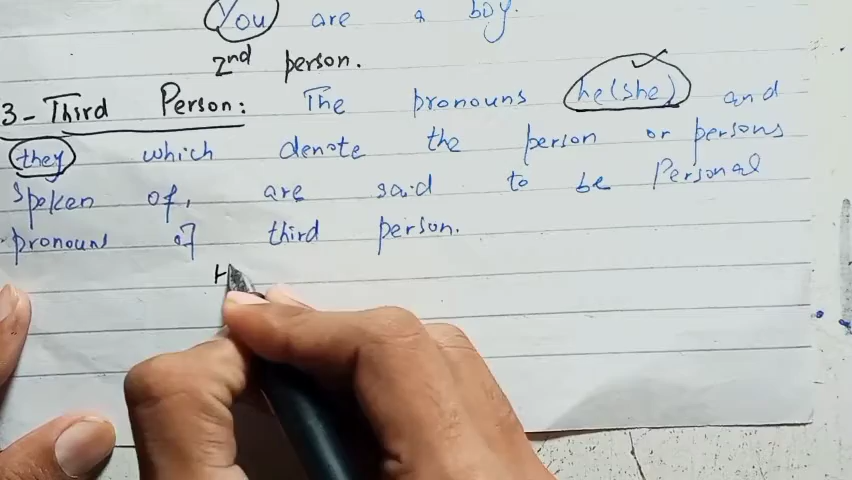 You are a boy.
2nd person.
3- Third Person: The pronouns he(she) and
they which denote the person or persons
spoken of, are said to be Personal
pronouns of third person.
H